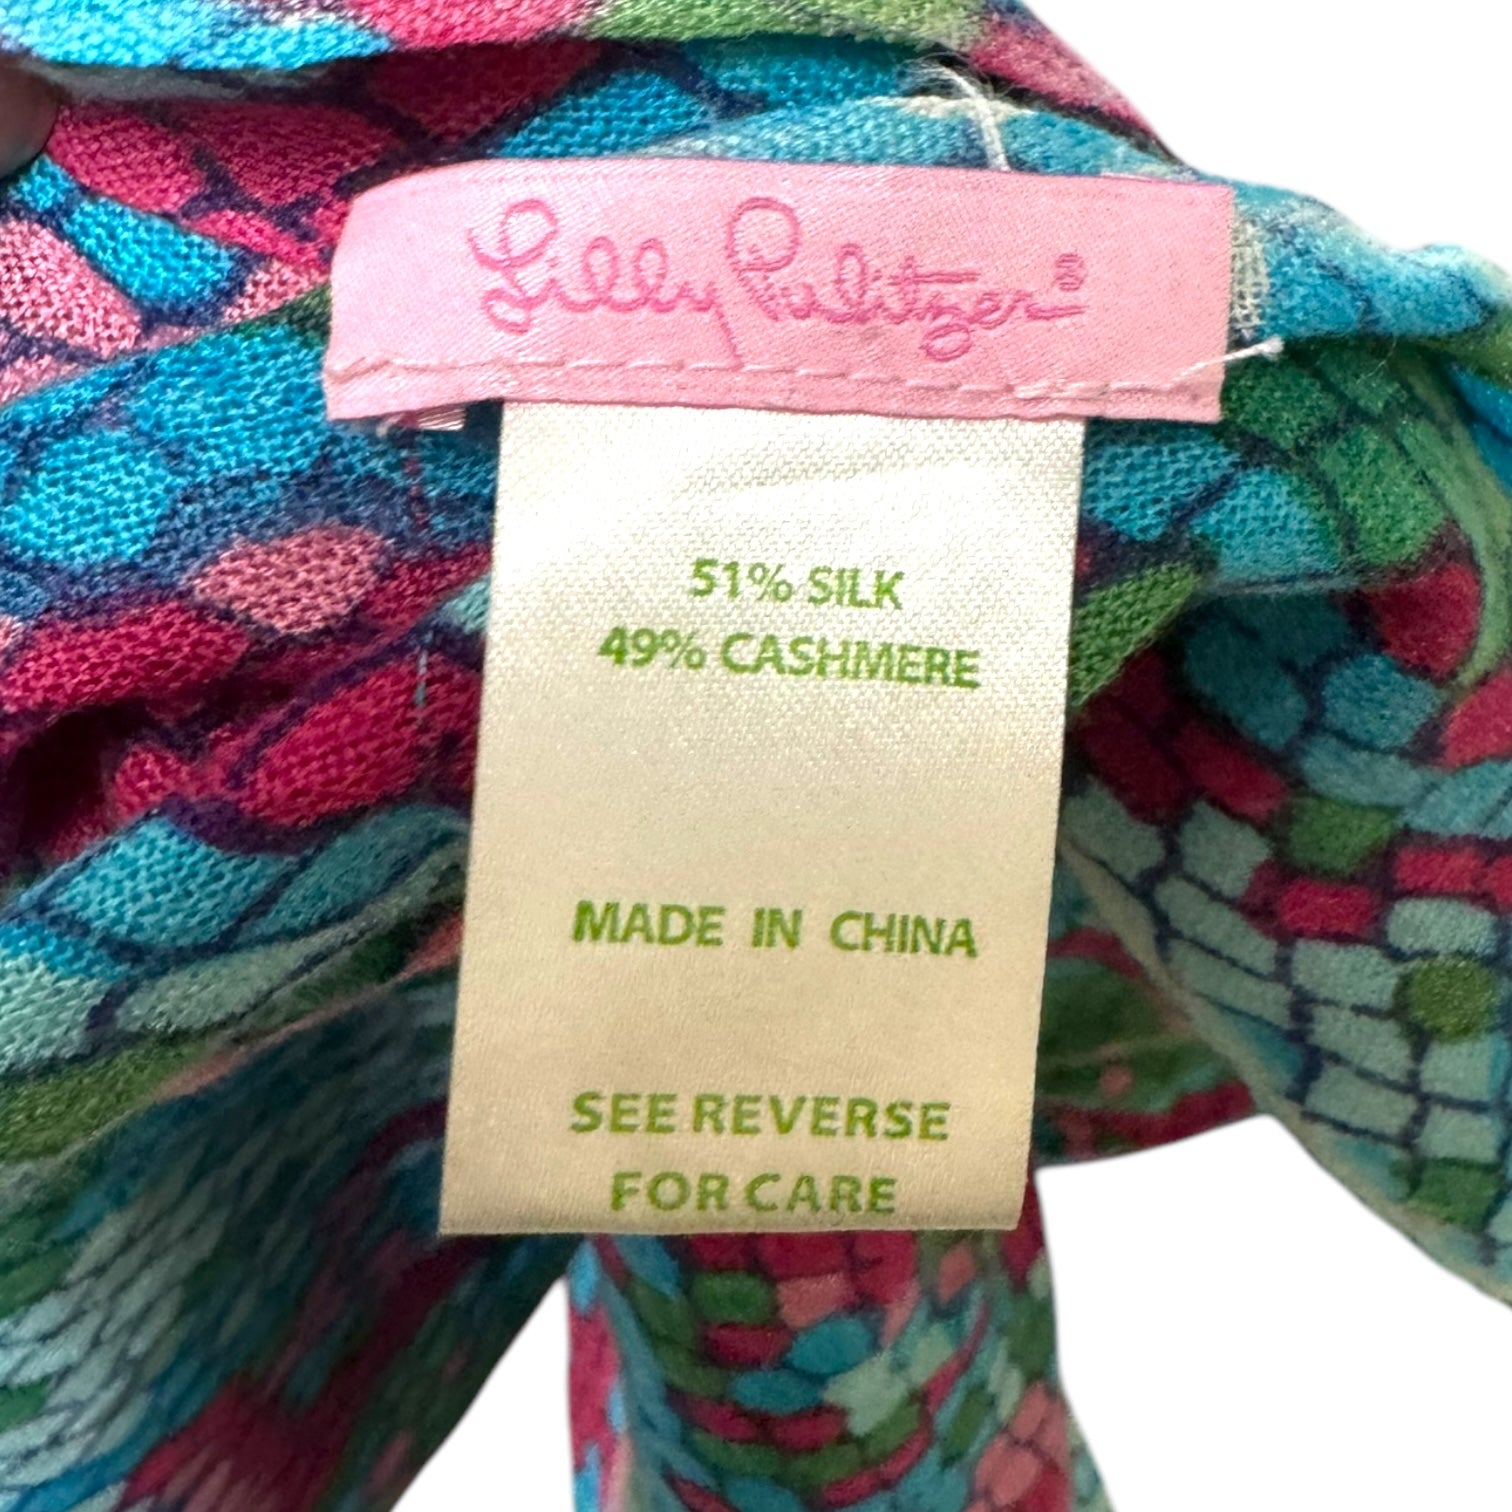 Lilly Pulitzer®
51% SILK
49% CASHMERE
MADE IN CHINA
SEE REVERSE
FOR CARE